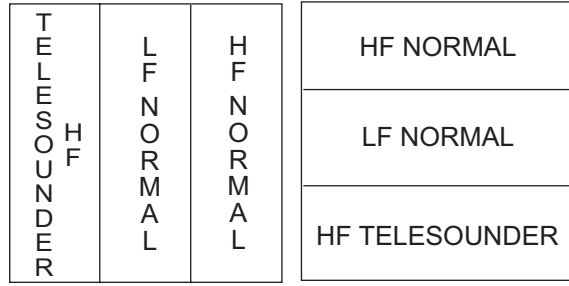 TELESOUNDER
HF
LF NORMAL
HF NORMAL
HF NORMAL
LF NORMAL
HF TELESOUNDER